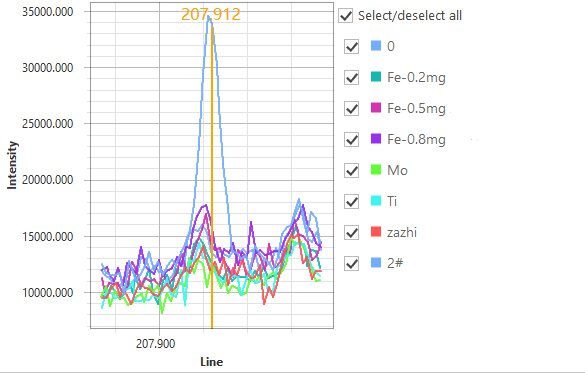 207.912
35000.000
30000.000
25000.000
20000.000
15000.000
10000.000
Intensity
207.900
Line
Select/deselect all
0
Fe-0.2mg
Fe-0.5mg
Fe-0.8mg
Mo
Ti
zazhi
2#